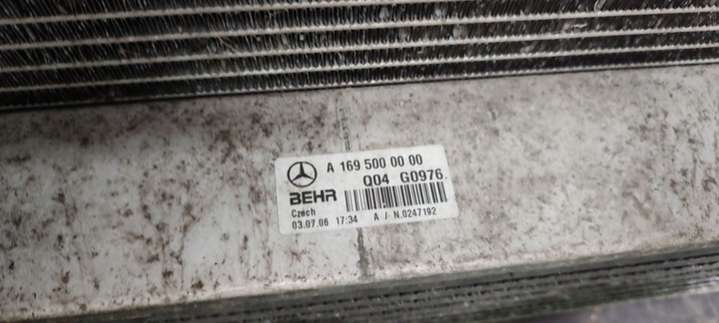 A 169 500 00 00
Q04 G0976
BEHR
Czech
03.07.06 17:34 A / N.0247192